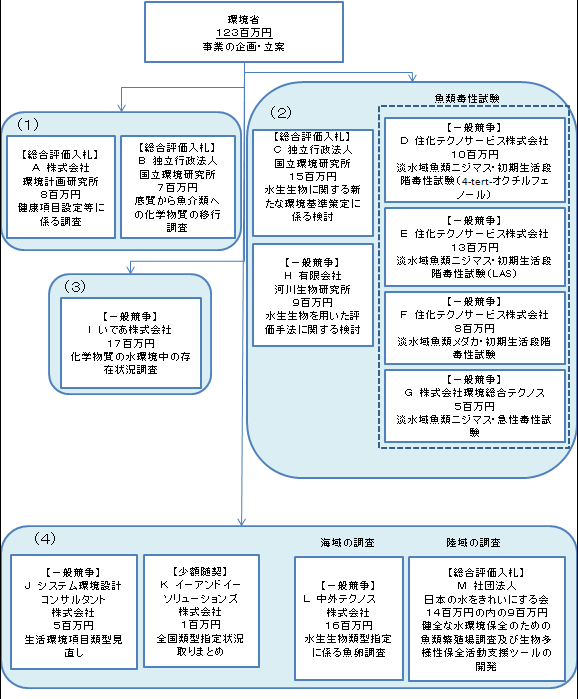 環境省
123百万円
事業の企画・立案
(1)
【総合評価入札】
A 株式会社
環境計画研究所
8百万円
健康項目設定等に
係る調査
【総合評価入札】
B 独立行政法人
国立環境研究所
7百万円
底質から魚介類へ
の化学物質の移行
調査
(2)
【総合評価入札】
C 独立行政法人
国立環境研究所
15百万円
水生生物に関する新
たな環境基準策定に
係る検討
【一般競争】
H 有限会社
河川生物研究所
9百万円
水生生物を用いた評
価手法に関する検討
魚類毒性試験
【一般競争】
D 住化テクノサービス株式会社
10百万円
淡水域魚類ニジマス・初期生活段
階毒性試験(4-tert-オクチルフェ
ノール)
【一般競争】
E 住化テクノサービス株式会社
13百万円
淡水域魚類ニジマス・初期生活段
階毒性試験(LAS)
【一般競争】
F 住化テクノサービス株式会社
8百万円
淡水域魚類メダカ・初期生活段階
毒性試験
【一般競争】
G 株式会社環境総合テクノス
5百万円
淡水域魚類ニジマス・急性毒性試
験
(3)
【一般競争】
I いであ株式会社
17百万円
化学物質の水環境中の存
在状況調査
(4)
【一般競争】
J システム環境設計
コンサルタント
株式会社
5百万円
生活環境項目類型見
直し
【少額随契】
K イーアンドイー
ソリューションズ
株式会社
1百万円
全国類型指定状況
取りまとめ
海域の調査
【一般競争】
L 中外テクノス
株式会社
16百万円
水生生物類型指定
に係る魚卵調査
陸域の調査
【総合評価入札】
M 社団法人
日本の水をきれいにする会
14百万円の内の9百万円
健全な水環境保全のための
魚類繁殖場調査及び生物多
様性保全活動支援ツールの
開発